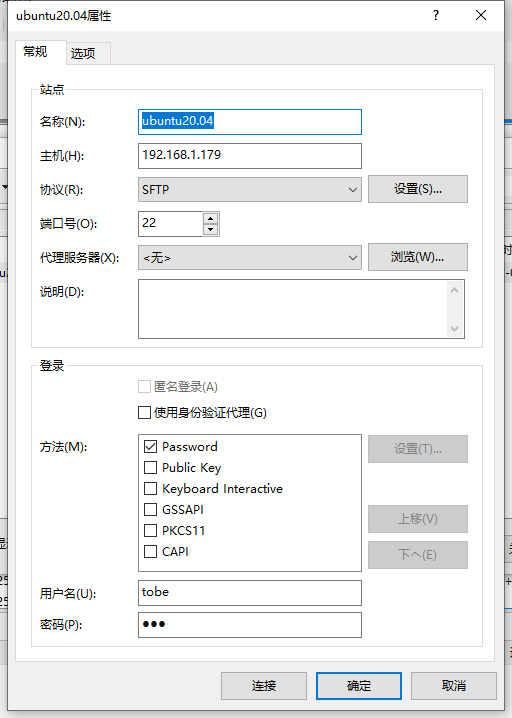 ubuntu20.04属性
常规
选项
站点
名称(N):
ubuntu20.04
主机(H):
192.168.1.179
协议(R):
SFTP
设置(S)...
端口号(O):
22
代理服务器(X):
<无>
浏览(W)...
说明(D):
登录
匿名登录(A)
使用身份验证代理(G)
方法(M):
Password
设置(T)...
Public Key
Keyboard Interactive
GSSAPI
上移(V)
PKCS11
CAPI
下へ(E)
用户名(U):
tobe
密码(P):
●●●
连接
确定
取消